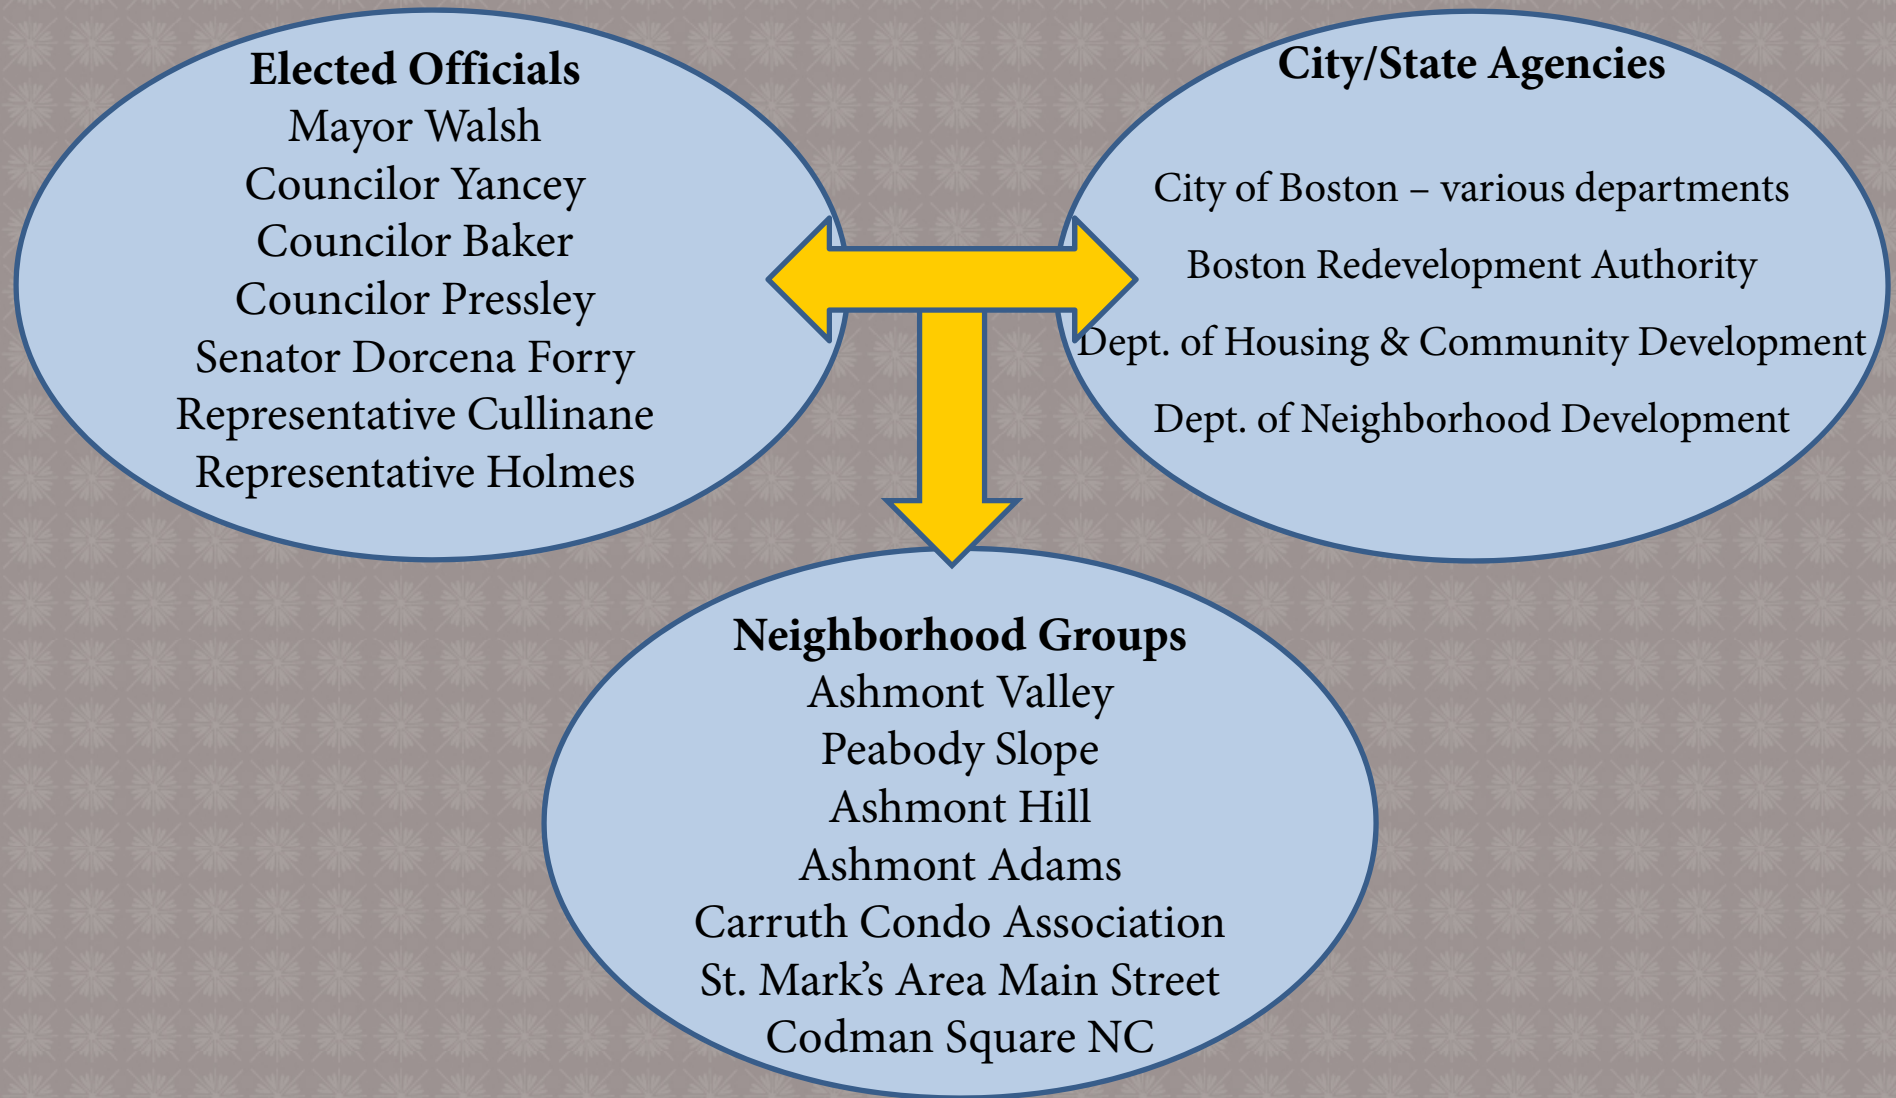 Elected Officials
Mayor Walsh
Councilor Yancey
Councilor Baker
Councilor Pressley
Senator Dorcena Forry
Representative Cullinane
Representative Holmes
City/State Agencies
City of Boston – various departments
Boston Redevelopment Authority
Dept. of Housing & Community Development
Dept. of Neighborhood Development
Neighborhood Groups
Ashmont Valley
Peabody Slope
Ashmont Hill
Ashmont Adams
Carruth Condo Association
St. Mark’s Area Main Street
Codman Square NC